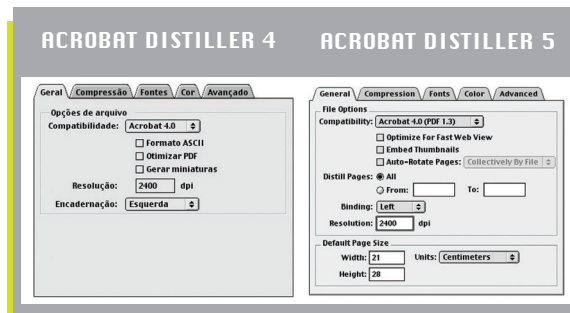 ACROBAT DISTILLER 4
ACROBAT DISTILLER 5
Geral Compressão Fontes Cor Avançado
Opções de arquivo
Compatibilidade: Acrobat 4.0
Formato ASCII
Otimizar PDF
Gerar miniaturas
Resolução: 2400 dpi
Encadernação: Esquerda
General Compression Fonts Color Advanced
File Options
Compatibility: Acrobat 4.0 (PDF 1.3)
Optimize For Fast Web View
Embed Thumbnails
Auto-Rotate Pages: Collectively By File
Distill Pages: All
From: To:
Binding: Left
Resolution: 2400 dpi
Default Page Size
Width: 21 Units: Centimeters
Height: 28